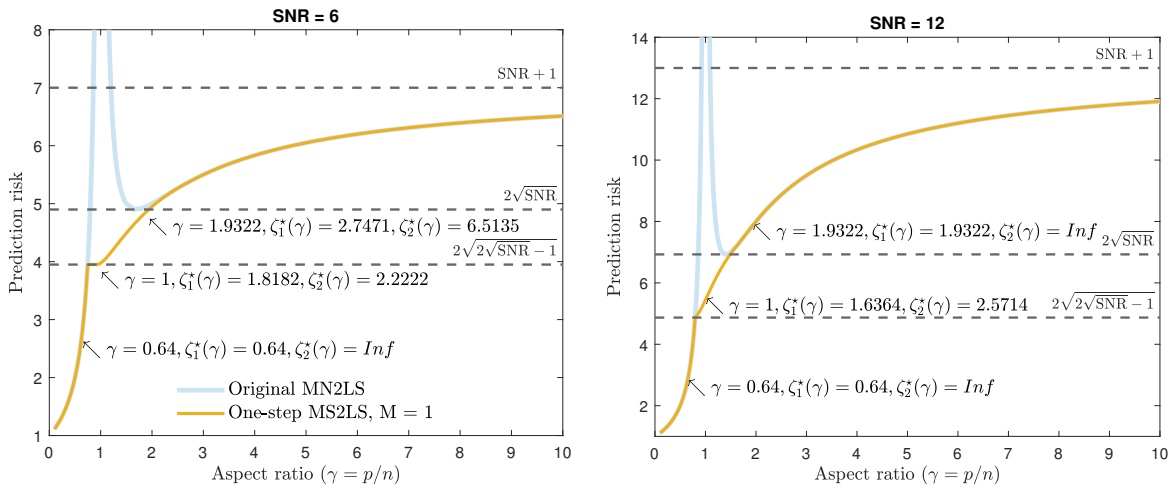 SNR = 6
8
7
6
5
4
3
2
1
0
1
2
3
4
5
6
7
8
9
10
Prediction risk
Aspect ratio (γ = p/n)
SNR + 1
2√SNR
γ = 1.9322, ζ₁*(γ) = 2.7471, ζ₂*(γ) = 6.5135
2√(2√SNR − 1)
γ = 1, ζ₁*(γ) = 1.8182, ζ₂*(γ) = 2.2222
γ = 0.64, ζ₁*(γ) = 0.64, ζ₂*(γ) = Inf
Original MN2LS
One-step MS2LS, M = 1
SNR = 12
14
12
10
8
6
4
2
0
1
2
3
4
5
6
7
8
9
10
Prediction risk
Aspect ratio (γ = p/n)
SNR + 1
γ = 1.9322, ζ₁*(γ) = 1.9322, ζ₂*(γ) = Inf
2√SNR
γ = 1, ζ₁*(γ) = 1.6364, ζ₂*(γ) = 2.5714
2√(2√SNR − 1)
γ = 0.64, ζ₁*(γ) = 0.64, ζ₂*(γ) = Inf